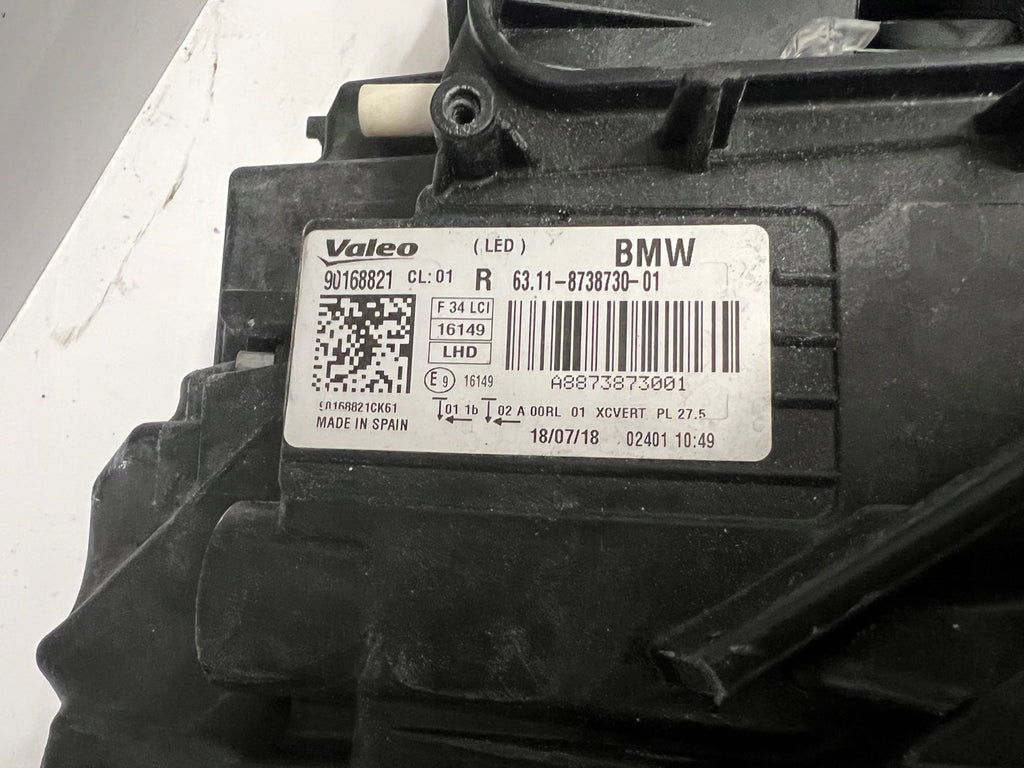 Valeo (LED) BMW
90168821 CL: 01 R 63.11-8738730-01
F 34 LCI
16149
LHD
E9 16149 A8873873001
90168821CK61 01 1b 02 A 00RL 01 XCVERT PL 27.5
MADE IN SPAIN 18/07/18 02401 10:49